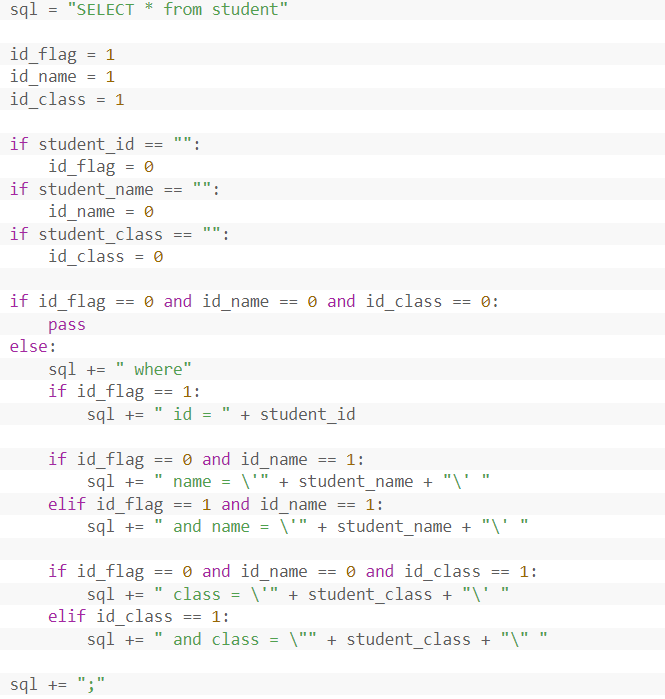 sql = "SELECT * from student"
id_flag = 1
id_name = 1
id_class = 1
if student_id == "":
    id_flag = 0
if student_name == "":
    id_name = 0
if student_class == "":
    id_class = 0
if id_flag == 0 and id_name == 0 and id_class == 0:
    pass
else:
    sql += " where"
    if id_flag == 1:
        sql += " id = " + student_id
    if id_flag == 0 and id_name == 1:
        sql += " name = \'" + student_name + "\' "
    elif id_flag == 1 and id_name == 1:
        sql += " and name = \'" + student_name + "\' "
    if id_flag == 0 and id_name == 0 and id_class == 1:
        sql += " class = \'" + student_class + "\' "
    elif id_class == 1:
        sql += " and class = \"" + student_class + "\" "
sql += ";"